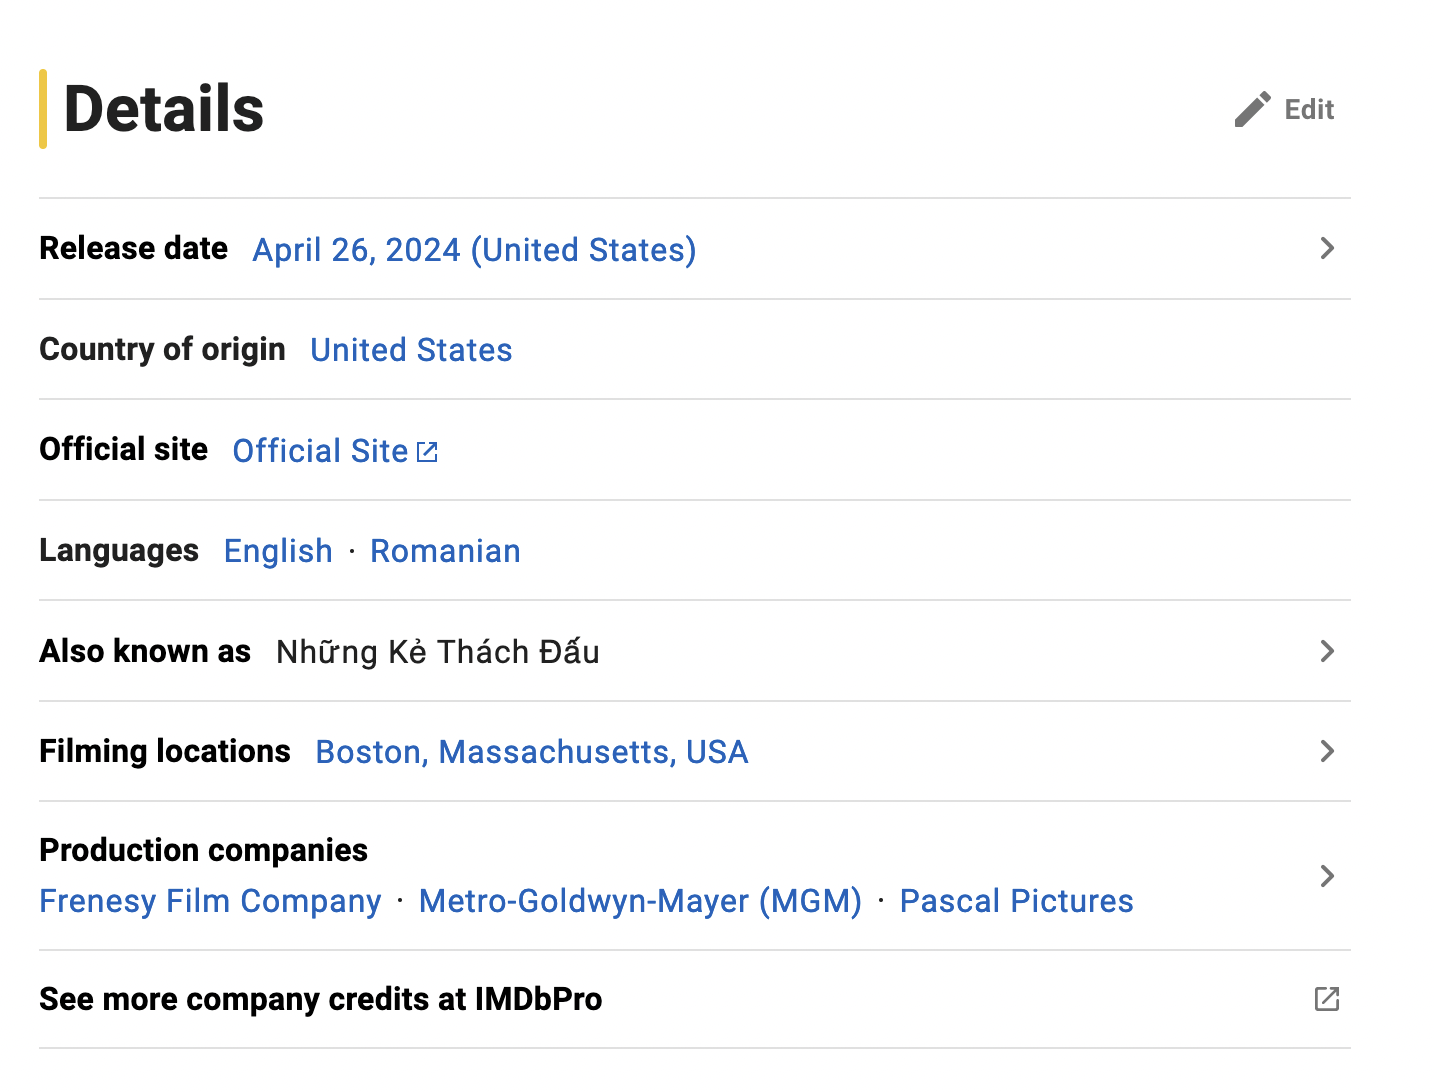 Details
Edit
Release date April 26, 2024 (United States)
Country of origin United States
Official site Official Site
Languages English · Romanian
Also known as Những Kẻ Thách Đấu
Filming locations Boston, Massachusetts, USA
Production companies
Frenesy Film Company · Metro-Goldwyn-Mayer (MGM) · Pascal Pictures
See more company credits at IMDbPro